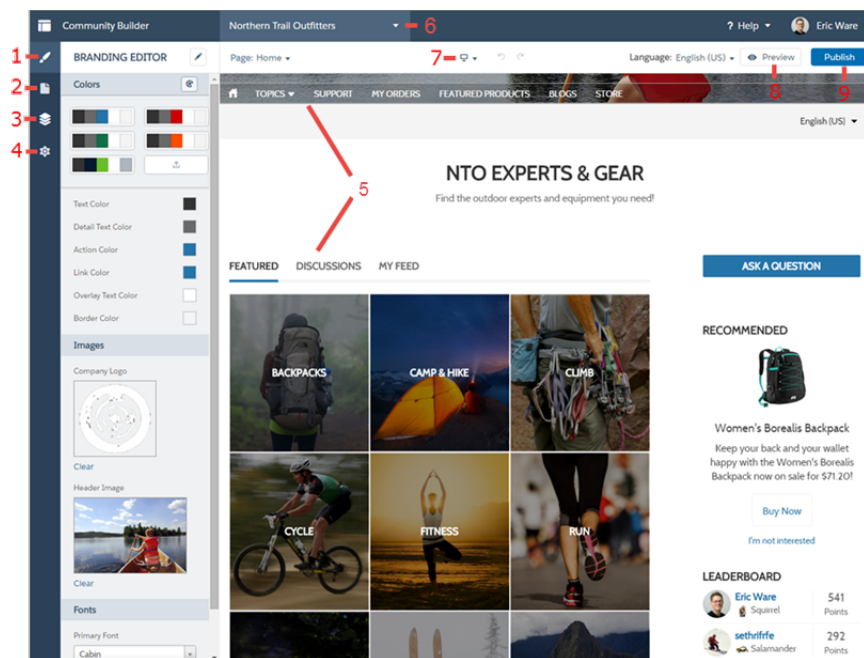 Community Builder
Northern Trail Outfitters
6
? Help
Eric Ware
1
BRANDING EDITOR
Page: Home
7
Language: English (US)
Preview
Publish
2
Colors
TOPICS SUPPORT MY ORDERS FEATURED PRODUCTS BLOGS STORE
8
9
3
English (US)
4
NTO EXPERTS & GEAR
Find the outdoor experts and equipment you need!
5
Text Color
Detail Text Color
Action Color
Link Color
Overlay Text Color
Border Color
FEATURED DISCUSSIONS MY FEED
ASK A QUESTION
Images
Company Logo
Clear
Header Image
Clear
Fonts
Primary Font
Cabin
BACKPACKS
CAMP & HIKE
CLIMB
CYCLE
FITNESS
RUN
RECOMMENDED
Women's Borealis Backpack
Keep your back and your wallet
happy with the Women's Borealis
Backpack now on sale for $71.20!
Buy Now
I'm not interested
LEADERBOARD
Eric Ware
Squirrel
541
Points
sethrifrfe
Salamander
292
Points